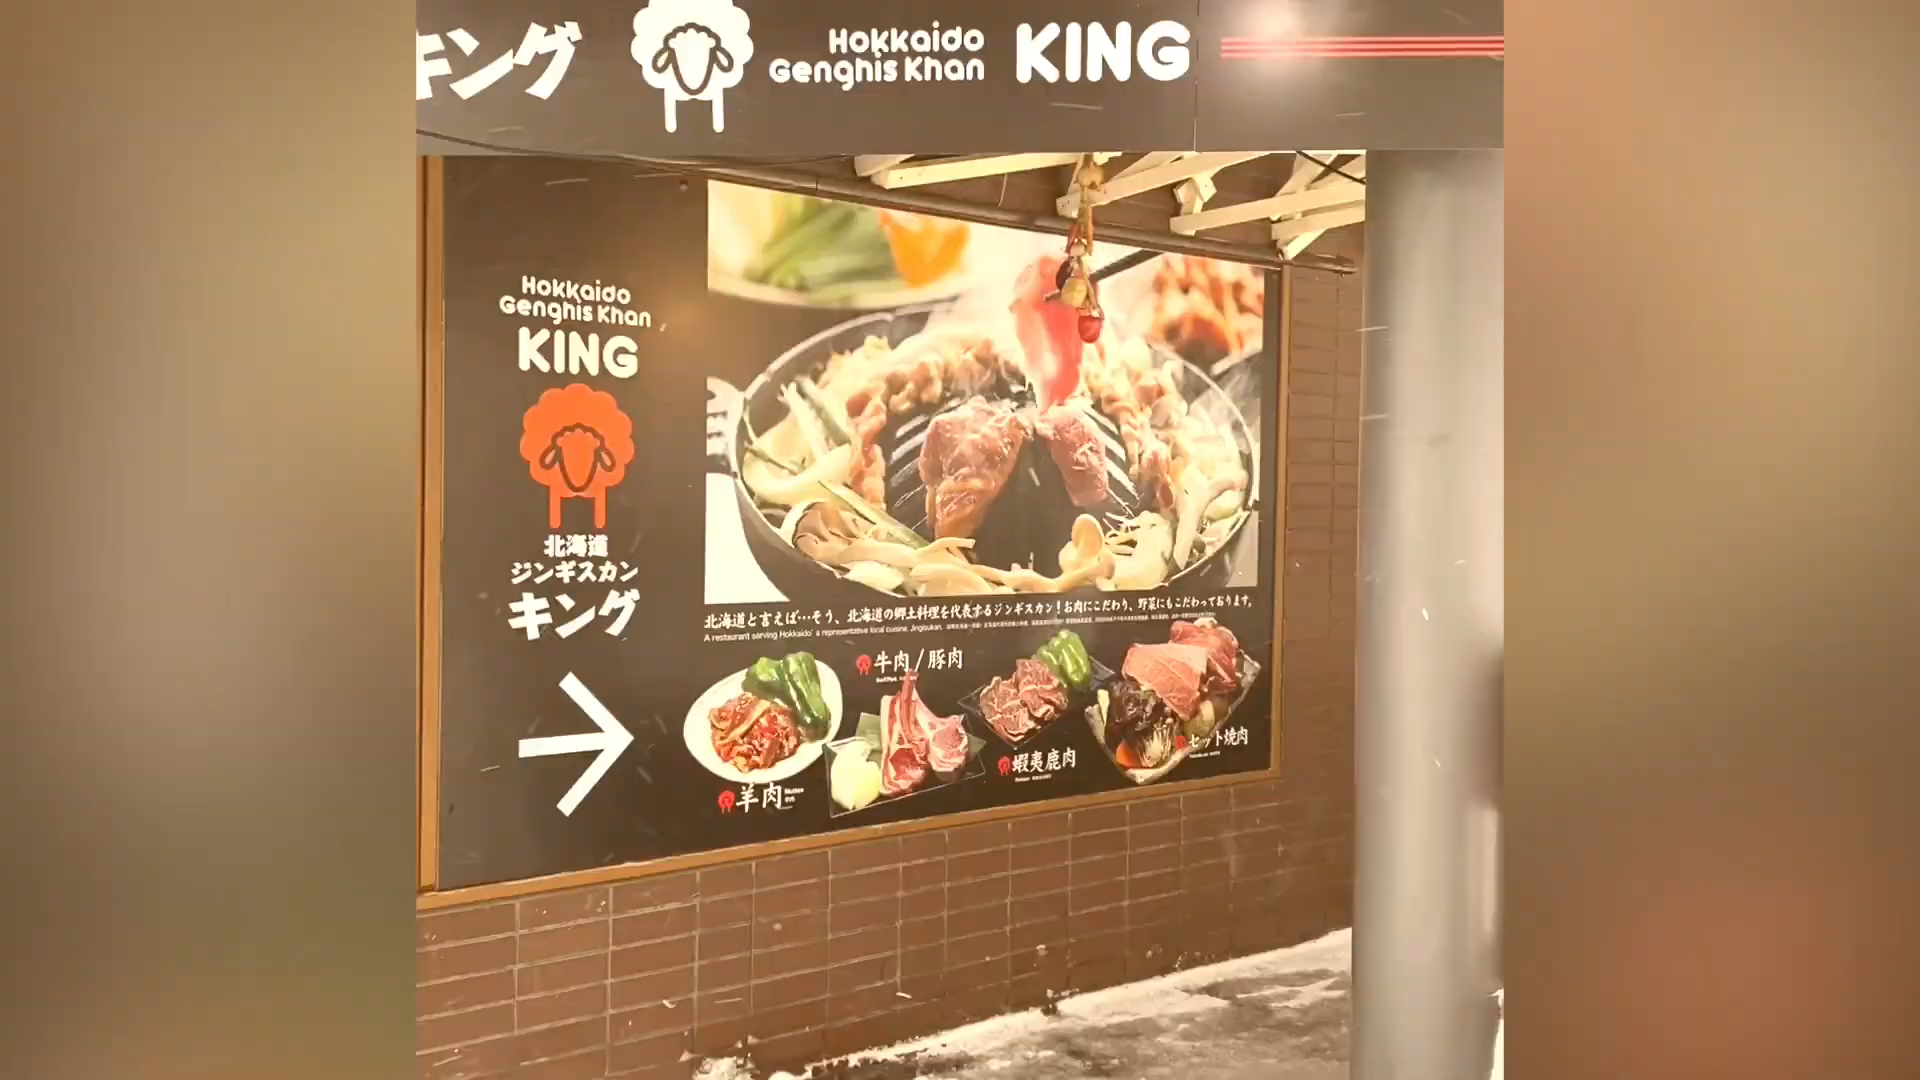 キング
Hokkaido
Genghis Khan
KING
Hokkaido
Genghis Khan
KING
北海道
ジンギスカン
キング
北海道と言えば…そう、北海道の郷土料理を代表するジンギスカン！お肉にこだわり、野菜にもこだわっております。
A restaurant serving Hokkaido' a representative local cuisine, Jingisukan.
牛肉/豚肉
蝦夷鹿肉
セット焼肉
羊肉 Mutton